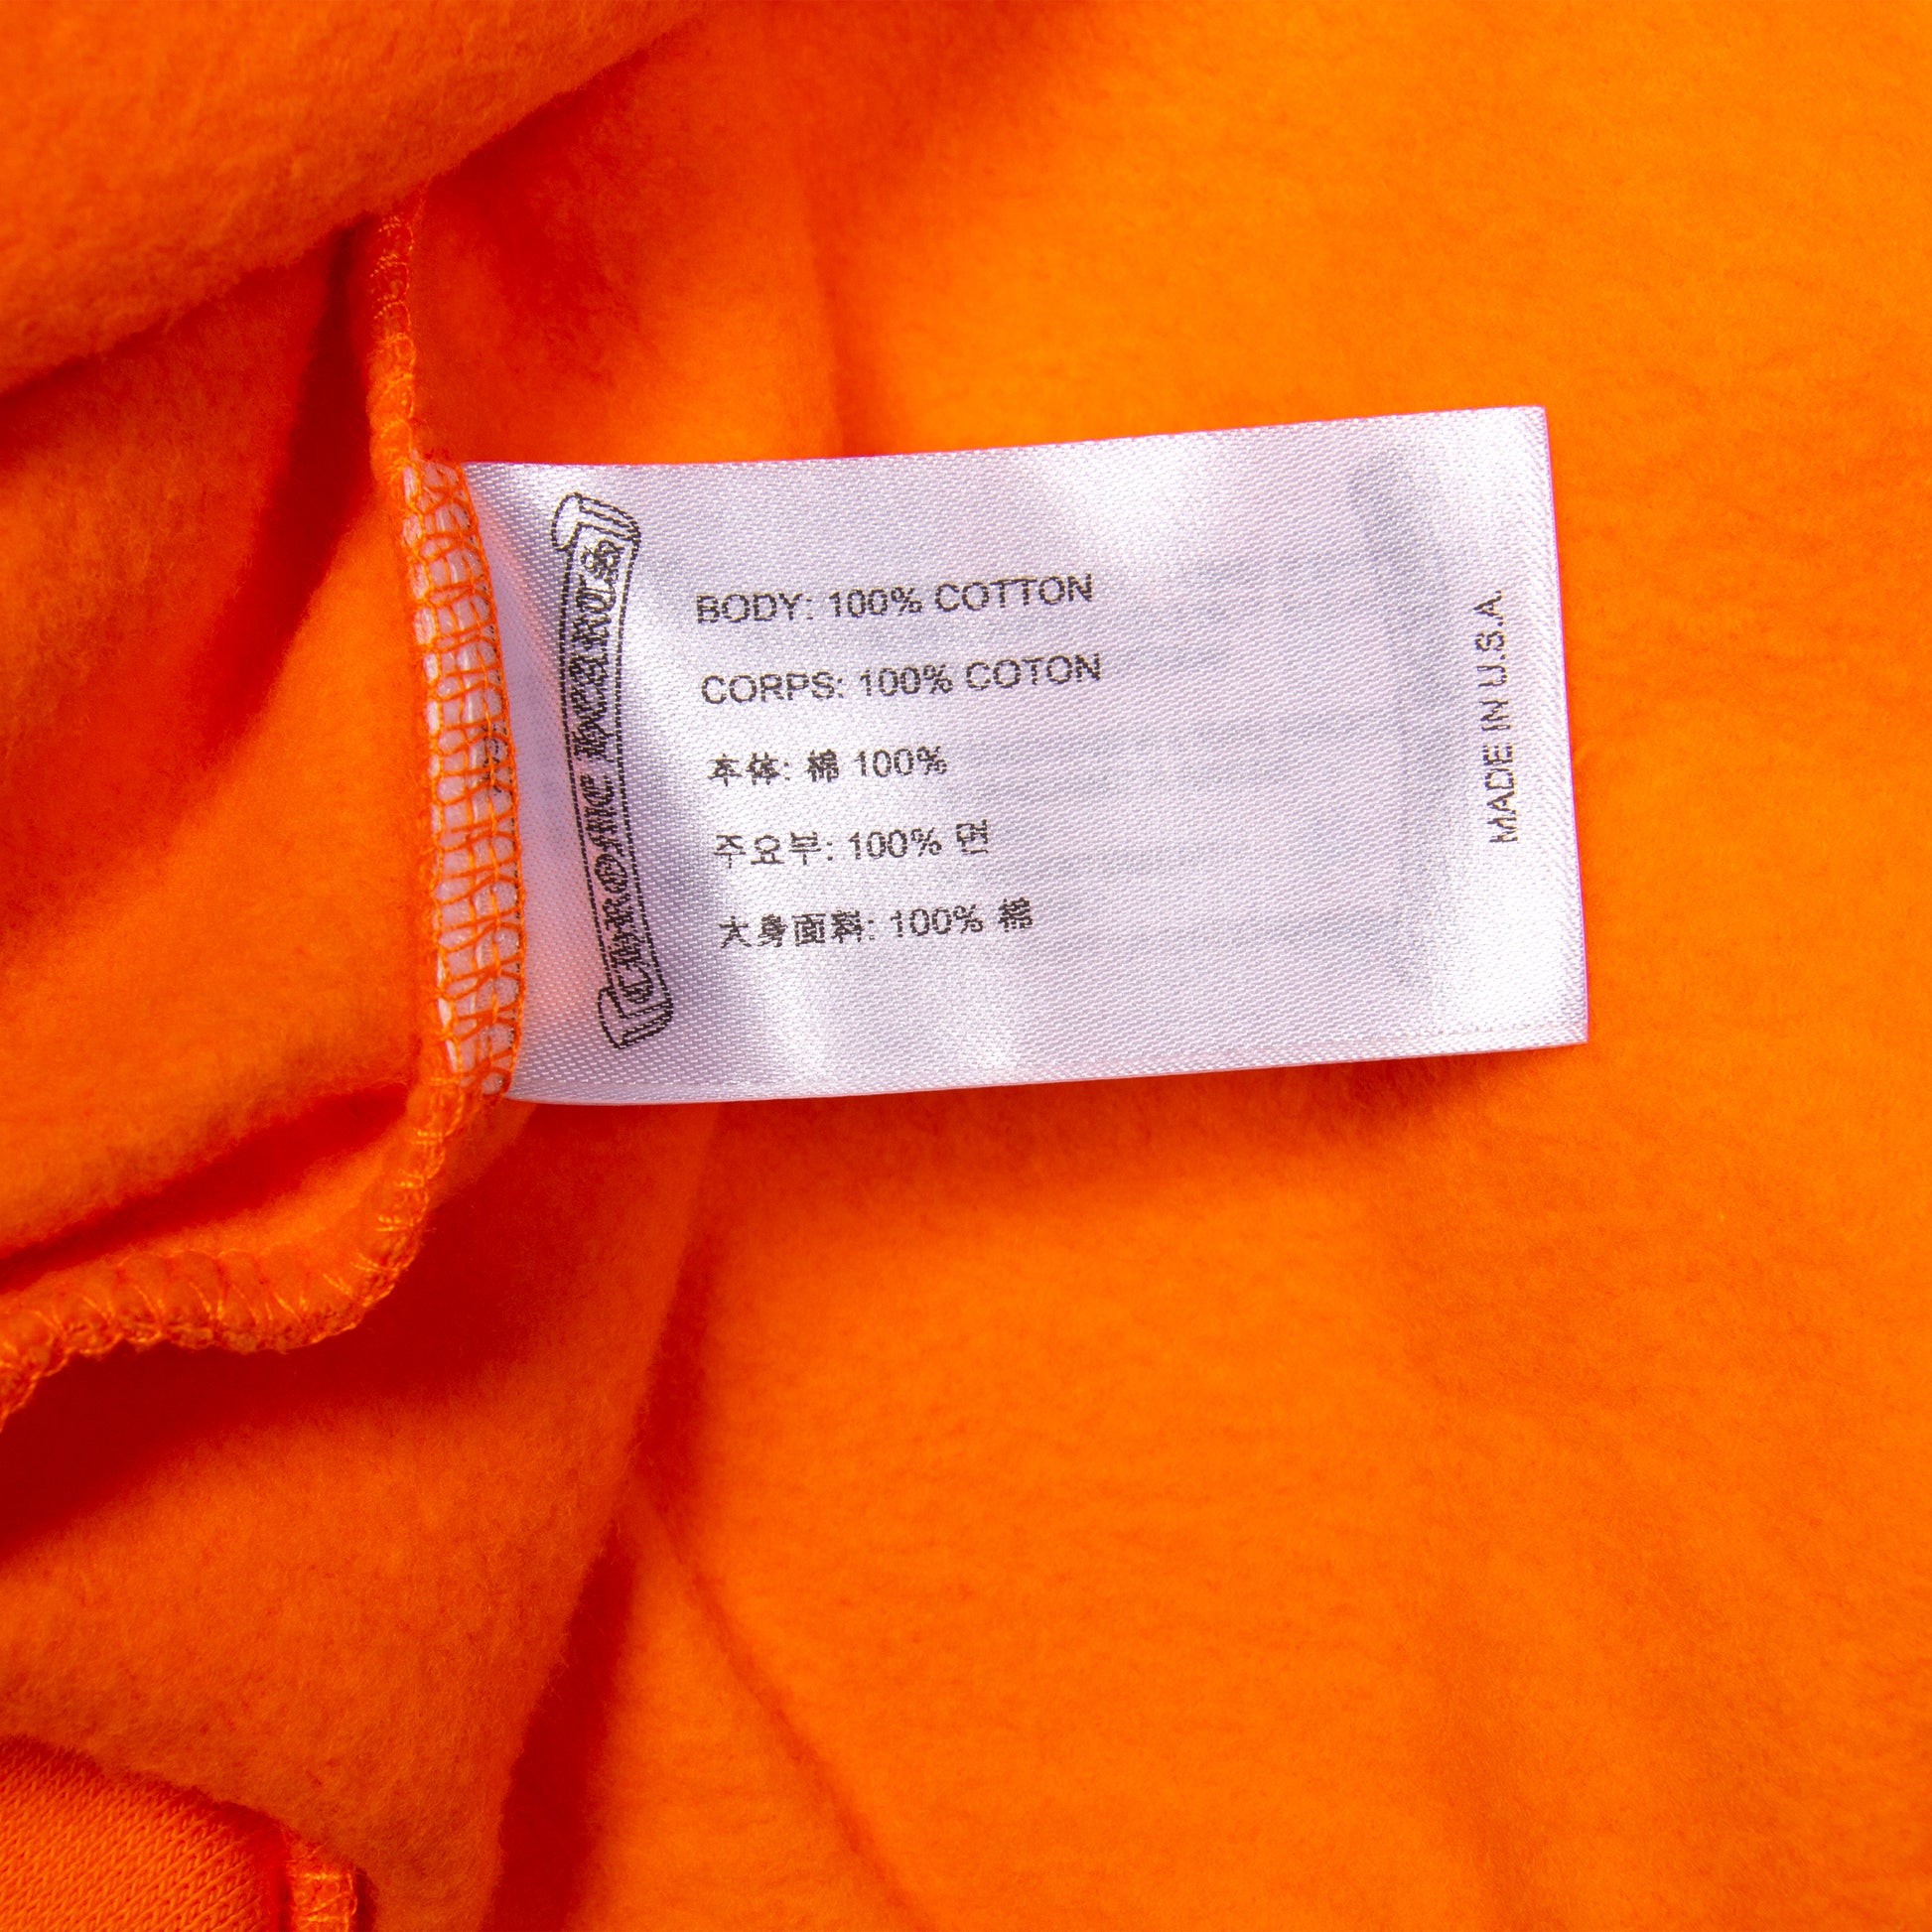 CHROME HEARTS
BODY: 100% COTTON
CORPS: 100% COTON
本体: 棉 100%
주요부: 100% 면
大身面料: 100% 棉
MADE IN U.S.A.